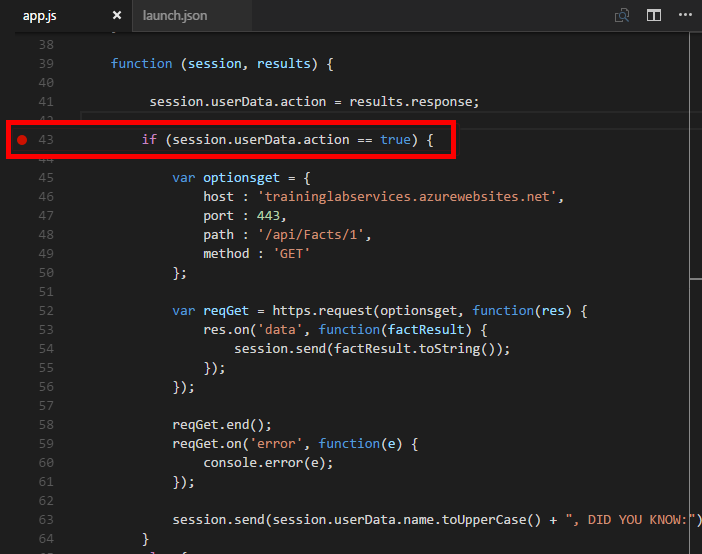 app.js
launch.json
38
39 function (session, results) {
40
41 session.userData.action = results.response;
43 if (session.userData.action == true) {
45 var optionsget = {
46 host : 'traininglabservices.azurewebsites.net',
47 port : 443,
48 path : '/api/Facts/1',
49 method : 'GET'
50 };
51
52 var reqGet = https.request(optionsget, function(res) {
53 res.on('data', function(factResult) {
54 session.send(factResult.toString());
55 });
56 });
57
58 reqGet.end();
59 reqGet.on('error', function(e) {
60 console.error(e);
61 });
62
63 session.send(session.userData.name.toUpperCase() + ", DID YOU KNOW:")
64 }